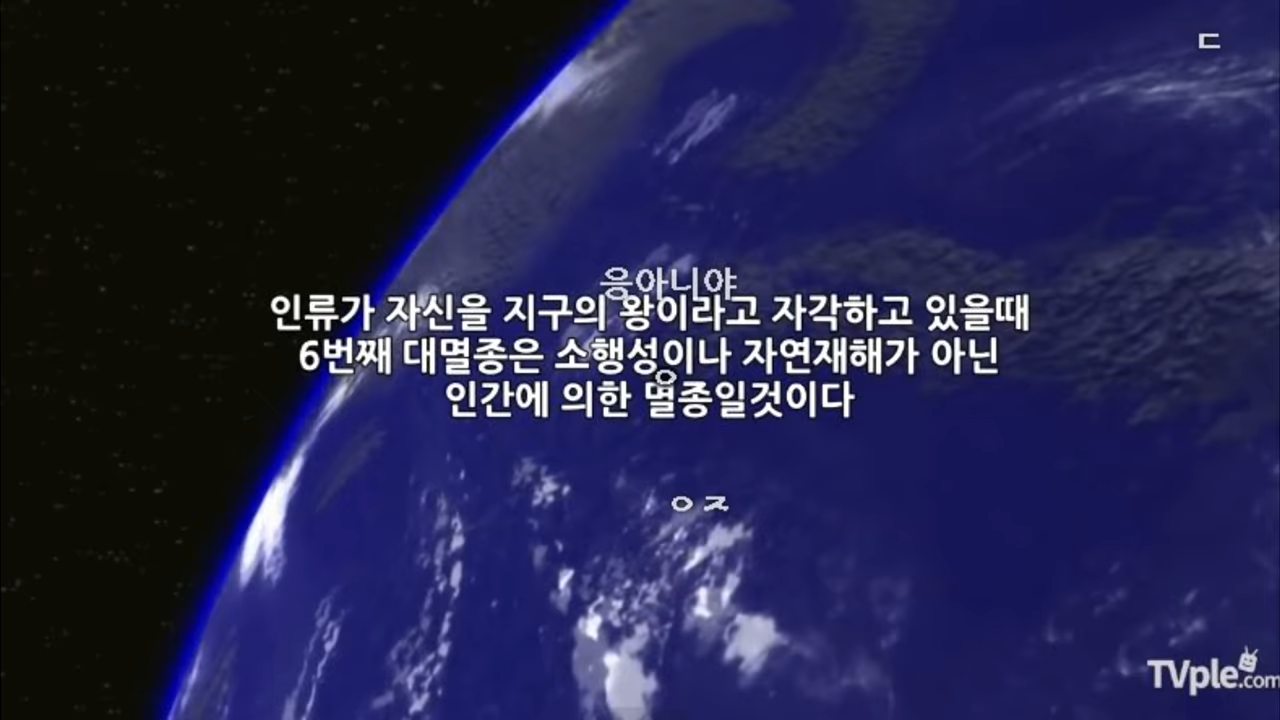 ㄷ
응아니야
인류가 자신을 지구의 왕이라고 자각하고 있을때
6번째 대멸종은 소행성이나 자연재해가 아닌
ㅇ
인간에 의한 멸종일것이다
ㅇㅈ
TVple.com